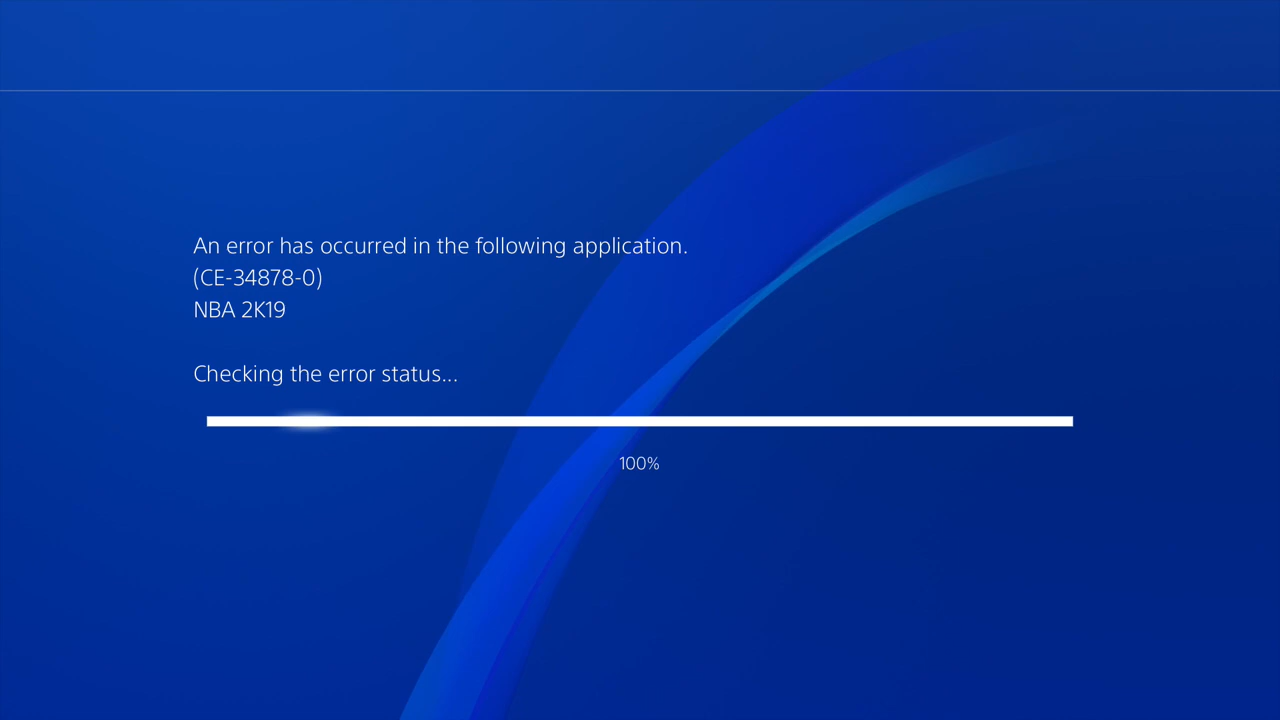 An error has occurred in the following application.
(CE-34878-0)
NBA 2K19
Checking the error status...
100%